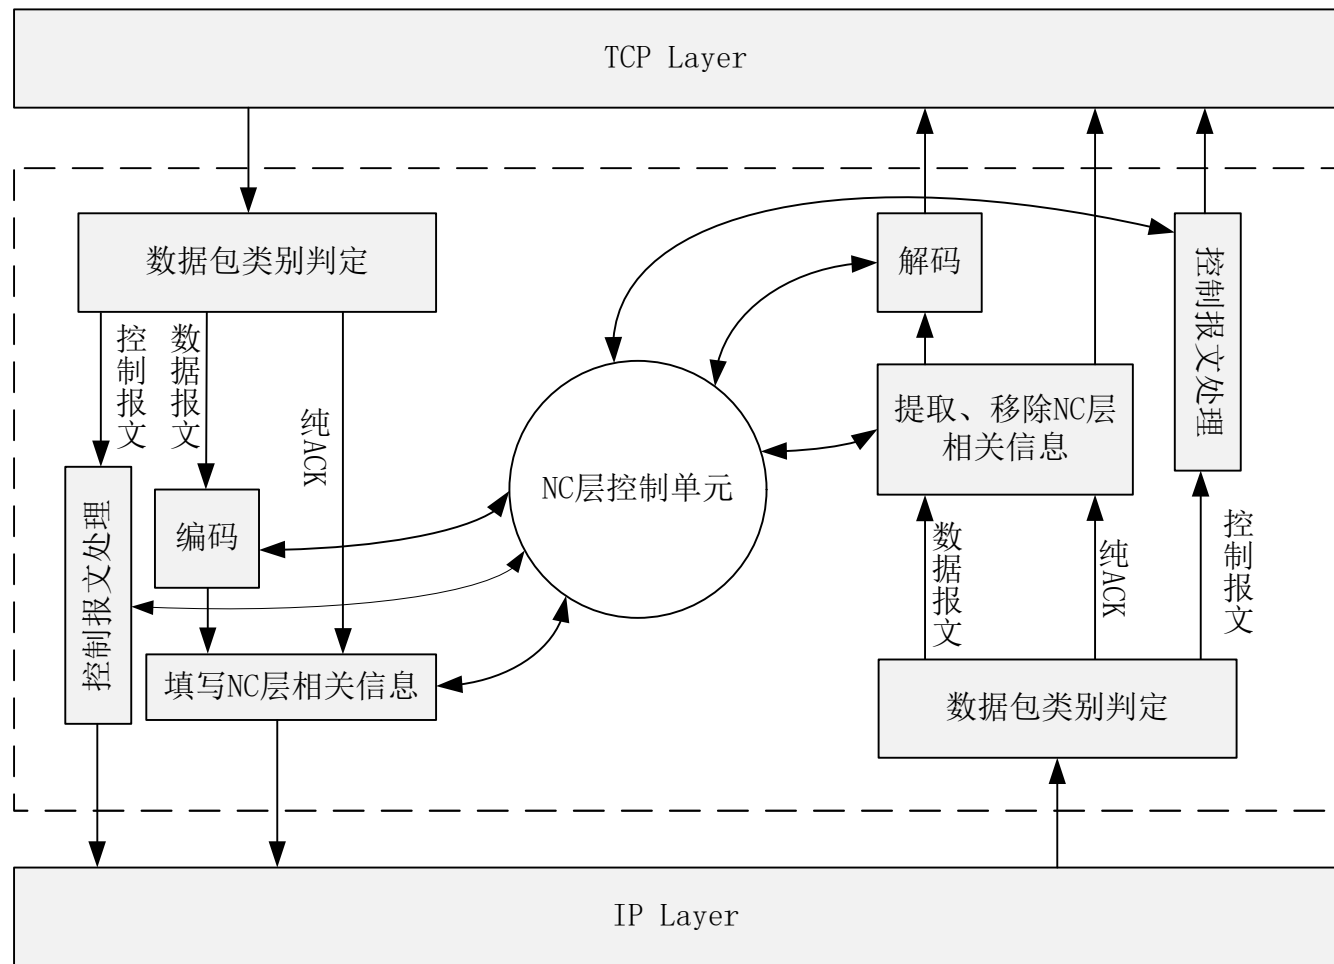 TCP Layer
数据包类别判定
控制报文
数据报文
纯ACK
控制报文处理
编码
填写NC层相关信息
NC层控制单元
解码
控制报文处理
提取、移除NC层
相关信息
数据报文
纯ACK
控制报文
数据包类别判定
IP Layer